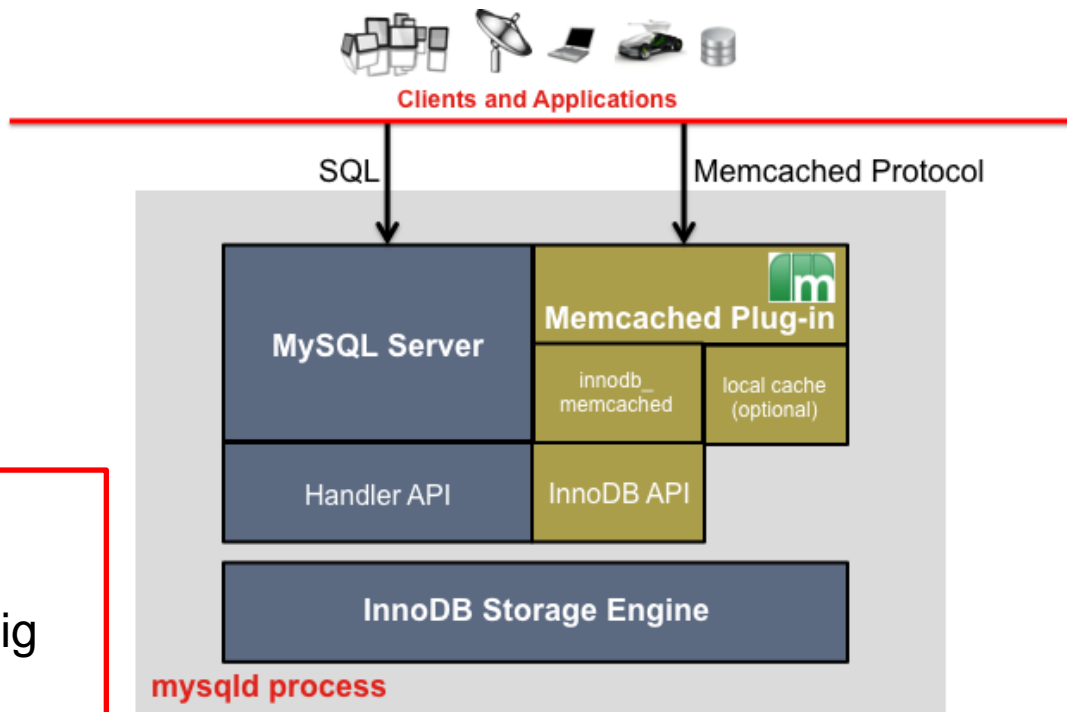 Clients and Applications
SQL
Memcached Protocol
m
Memcached Plug-in
MySQL Server
innodb_
memcached
local cache
(optional)
Handler API
InnoDB API
ig
InnoDB Storage Engine
mysqld process